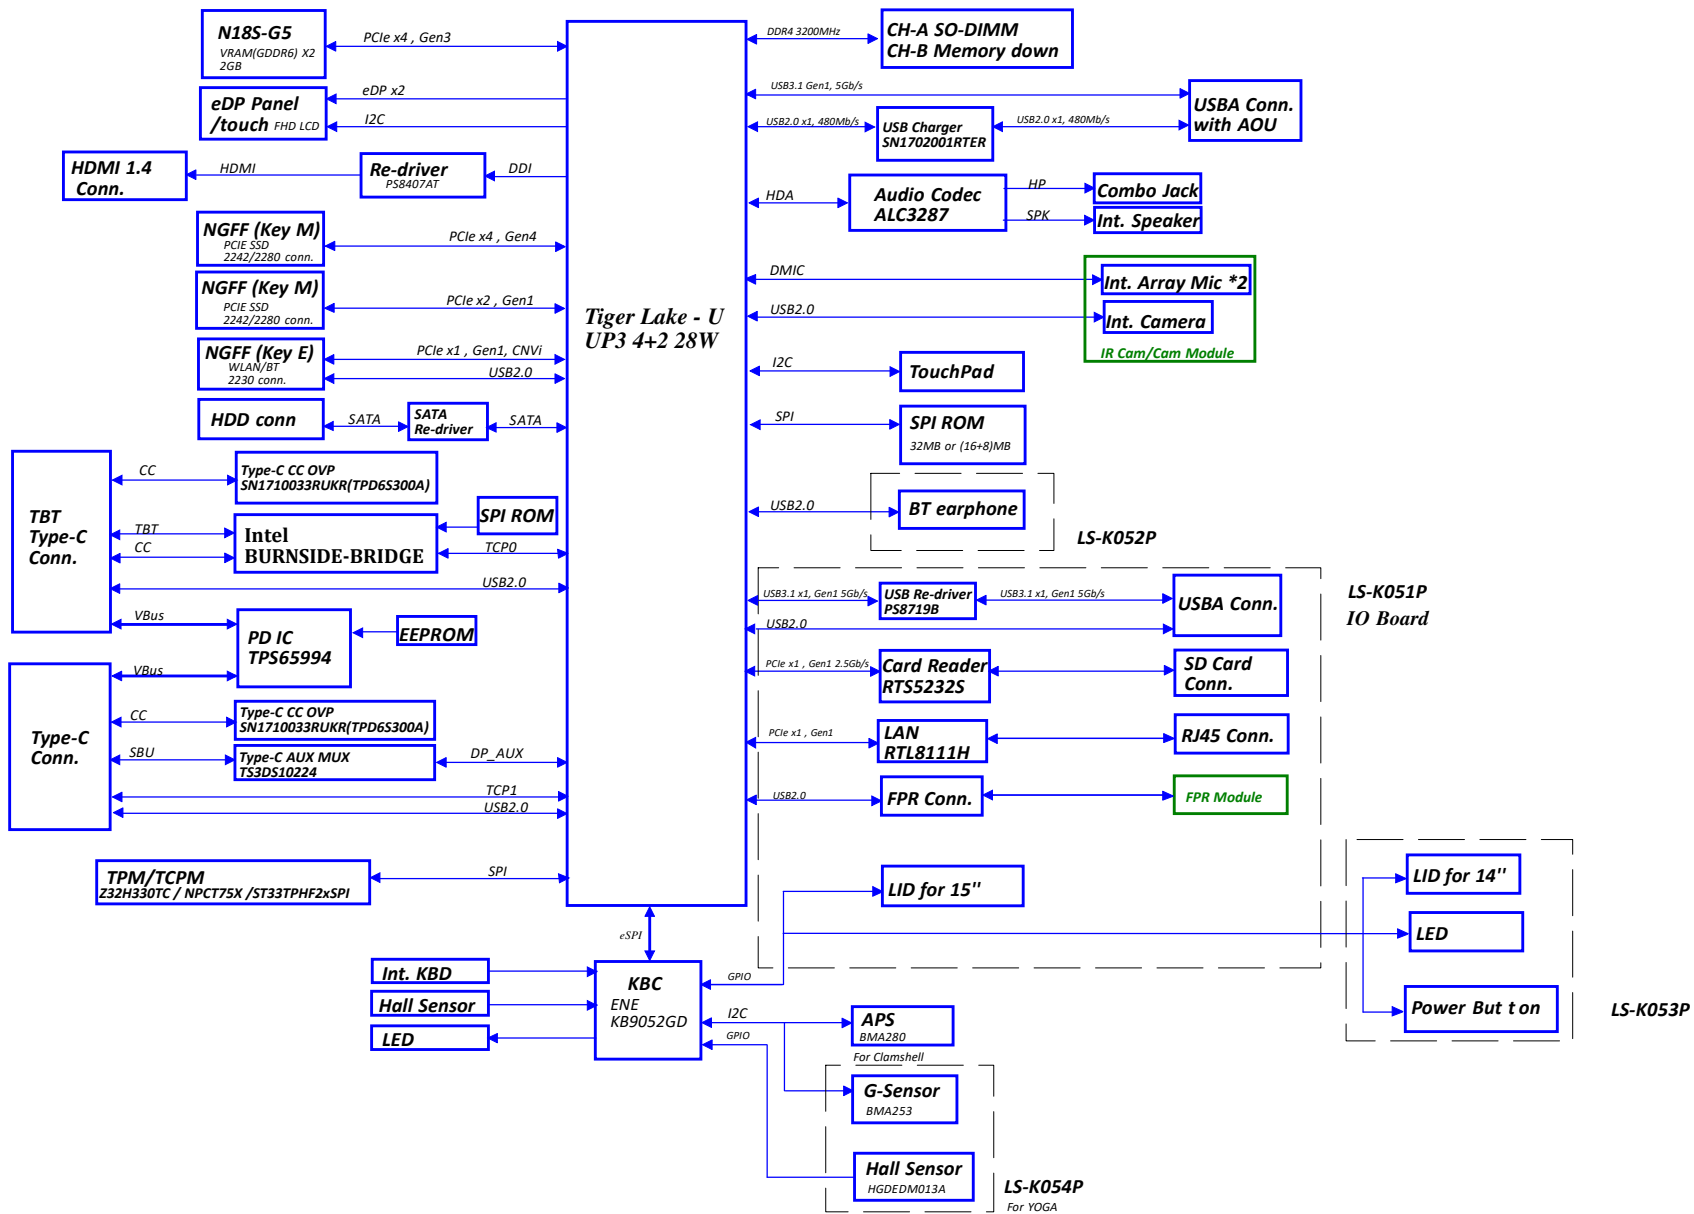 N18S-G5
VRAM(GDDR6) X2
2GB
PCIe x4 , Gen3
eDP Panel
/touch FHD LCD
eDP x2
I2C
HDMI 1.4
Conn.
HDMI
Re-driver
PS8407AT
DDI
NGFF (Key M)
PCIE SSD
2242/2280 conn.
PCIe x4 , Gen4
NGFF (Key M)
PCIE SSD
2242/2280 conn.
PCIe x2 , Gen1
NGFF (Key E)
WLAN/BT
2230 conn.
PCIe x1 , Gen1, CNVi
USB2.0
HDD conn
SATA
SATA
Re-driver
SATA
TBT
Type-C
Conn.
CC
Type-C CC OVP
SN1710033RUKR(TPD6S300A)
TBT
CC
Intel
BURNSIDE-BRIDGE
SPI ROM
TCP0
USB2.0
VBus
PD IC
TPS65994
EEPROM
VBus
Type-C
Conn.
CC
Type-C CC OVP
SN1710033RUKR(TPD6S300A)
SBU
Type-C AUX MUX
TS3DS10224
DP_AUX
TCP1
USB2.0
TPM/TCPM
Z32H330TC / NPCT75X /ST33TPHF2xSPI
SPI
Tiger Lake - U
UP3 4+2 28W
DDR4 3200MHz
CH-A SO-DIMM
CH-B Memory down
USB3.1 Gen1, 5Gb/s
USB2.0 x1, 480Mb/s
USB Charger
SN1702001RTER
USB2.0 x1, 480Mb/s
USBA Conn.
with AOU
HDA
Audio Codec
ALC3287
HP
Combo Jack
SPK
Int. Speaker
DMIC
Int. Array Mic *2
USB2.0
Int. Camera
IR Cam/Cam Module
I2C
TouchPad
SPI
SPI ROM
32MB or (16+8)MB
USB2.0
BT earphone
LS-K052P
USB3.1 x1, Gen1 5Gb/s
USB Re-driver
PS8719B
USB3.1 x1, Gen1 5Gb/s
USBA Conn.
USB2.0
LS-K051P
IO Board
PCIe x1 , Gen1 2.5Gb/s
Card Reader
RTS5232S
SD Card
Conn.
PCIe x1 , Gen1
LAN
RTL8111H
RJ45 Conn.
USB2.0
FPR Conn.
FPR Module
LID for 15"
LID for 14"
LED
Power But t on
LS-K053P
eSPI
Int. KBD
Hall Sensor
LED
KBC
ENE
KB9052GD
GPIO
I2C
GPIO
APS
BMA280
For Clamshell
G-Sensor
BMA253
Hall Sensor
HGDEDM013A
LS-K054P
For YOGA